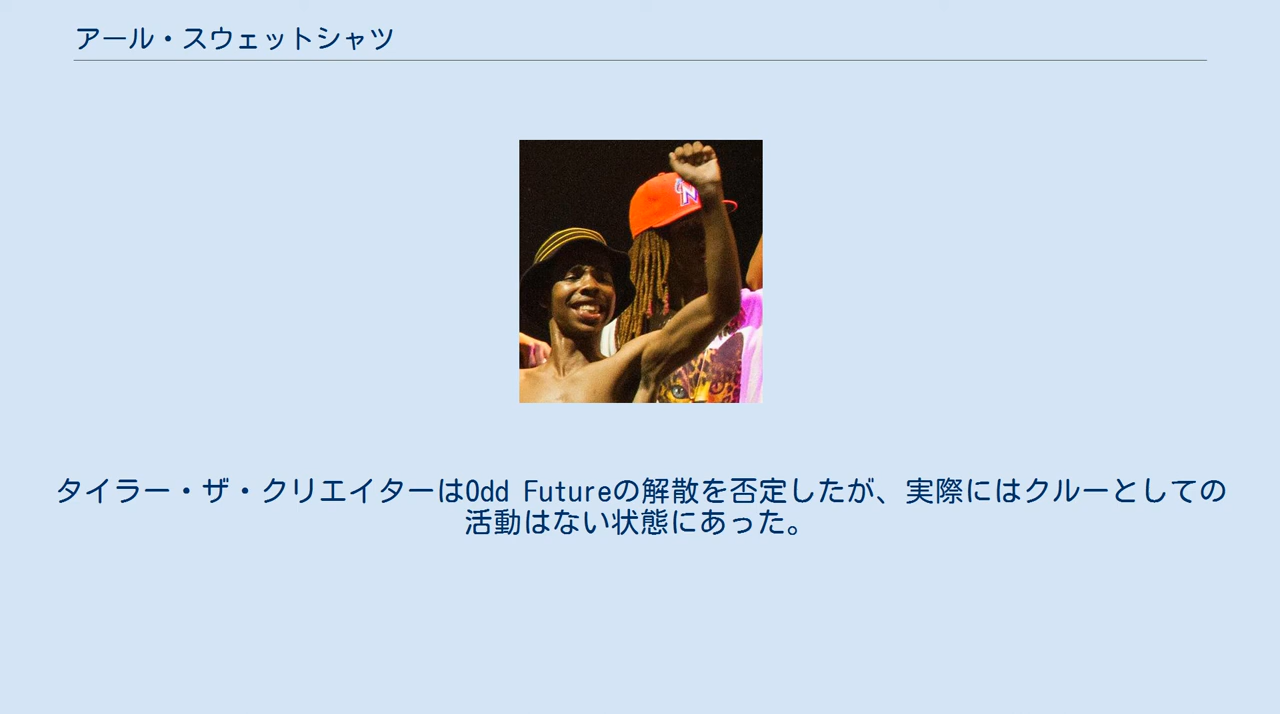 アール・スウェットシャツ
タイラー・ザ・クリエイターはOdd Futureの解散を否定したが、実際にはクルーとしての
活動はない状態にあった。